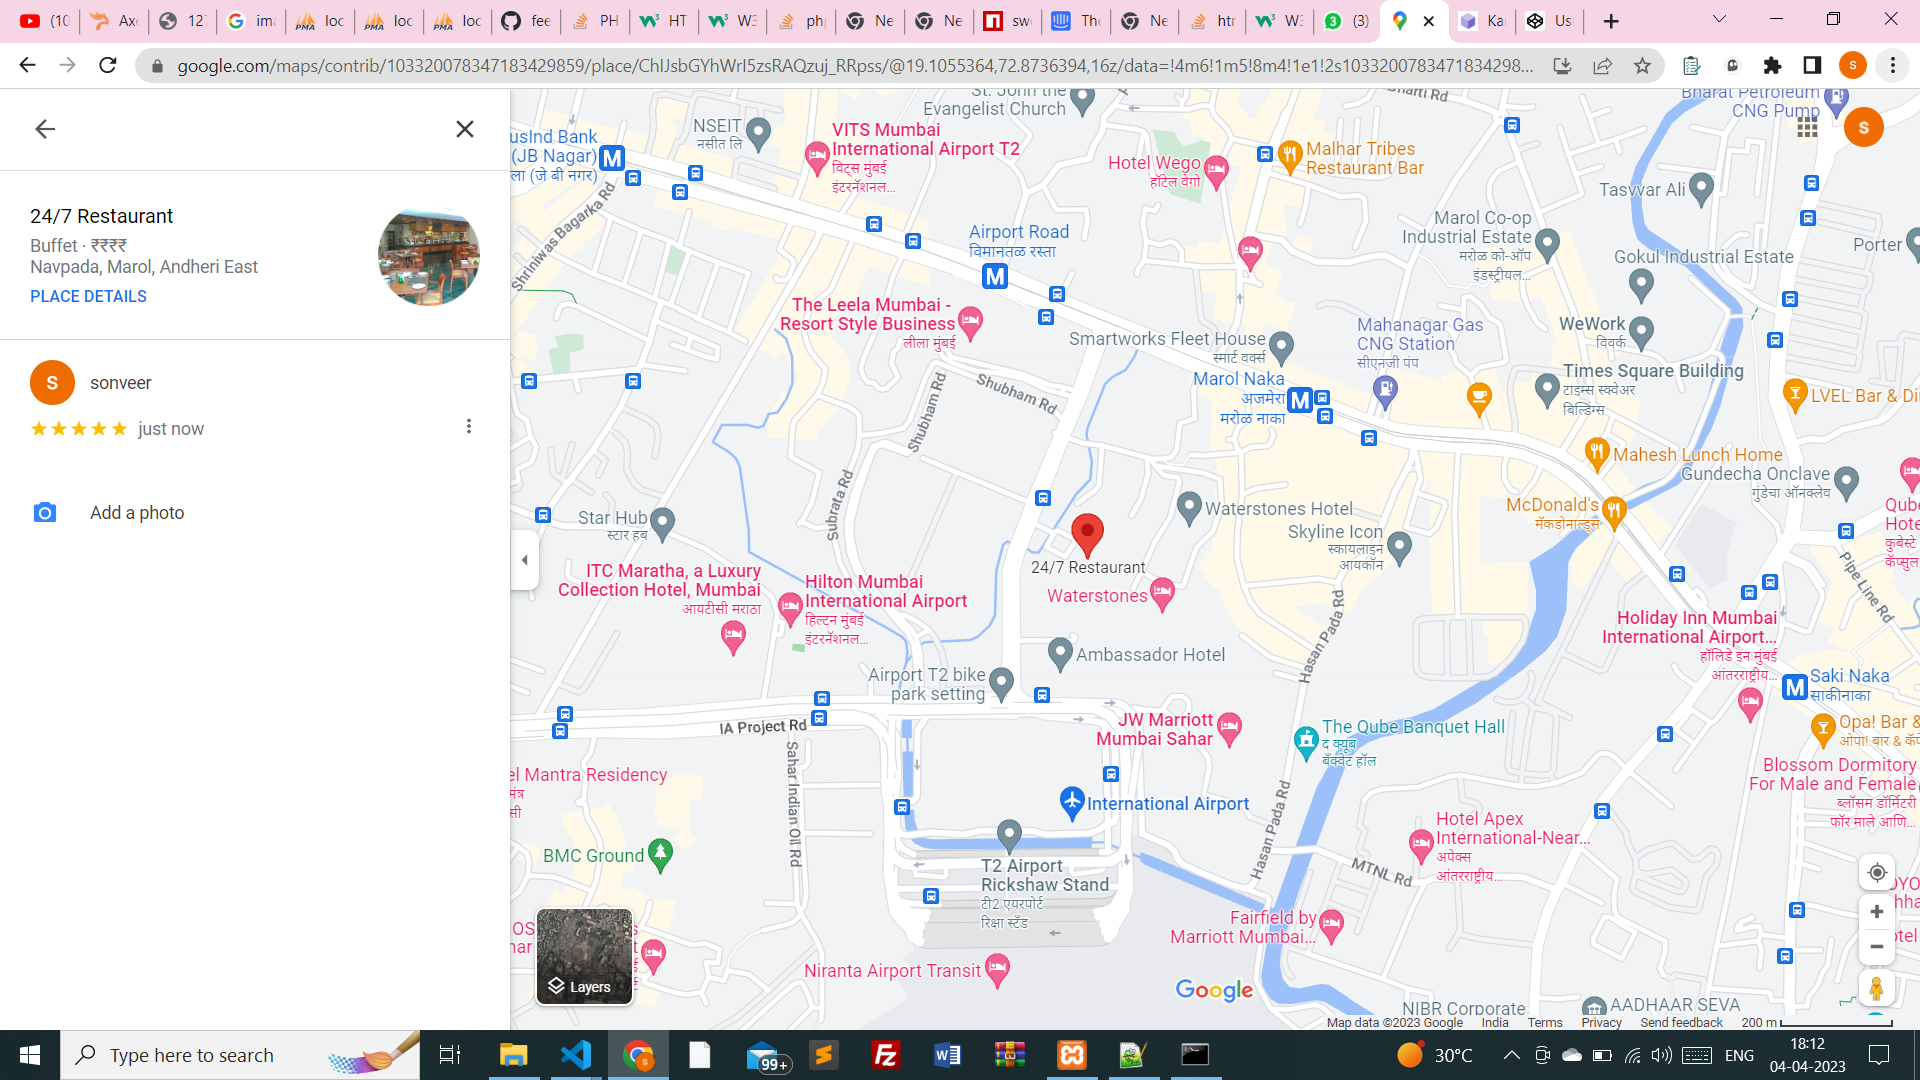 (10
Axe
127
ima
loc
loc
loc
fee
PH
HT
W3
php
Ne
Ne
sw
The
Ne
htr
W3
(3)
Ka
Us
google.com/maps/contrib/103320078347183429859/place/ChIJsbGYhWrI5zsRAQzuj_RRpss/@19.1055364,72.8736394,16z/data=!4m6!1m5!8m4!1e1!2s1033200783471834298...
S
24/7 Restaurant
Buffet · ₹₹₹₹
Navpada, Marol, Andheri East
PLACE DETAILS
S
sonveer
just now
Add a photo
St. John the
Evangelist Church
NSEIT
नसीत लि
usInd Bank
(JB Nagar)
ला (जे बी नगर)
VITS Mumbai
International Airport T2
विट्स मुंबई
इंटरनॅशनल...
Hotel Wego
हॉटेल वेगो
Malhar Tribes
Restaurant Bar
Bharat Petroleum
CNG Pump
S
Tasvvar Ali
Shriniwas Bagarka Rd
Airport Road
विमानतळ रस्ता
Marol Co-op
Industrial Estate
मरोळ को-ऑप
इंडस्ट्रीयल...
Gokul Industrial Estate
Porter
The Leela Mumbai -
Resort Style Business
लीला मुंबई
Smartworks Fleet House
स्मार्ट वर्क्स
Mahanagar Gas
CNG Station
सीएनजी पंप
WeWork
विवर्क
Times Square Building
टाइम्स स्क्वेअर
बिल्डिंग्स
Marol Naka
अजमेरा
मरोळ नाका
LVEL Bar & Di
Shubham Rd
Shubham Rd
Subrata Rd
Mahesh Lunch Home
Gundecha Onclave
गुंडेचा ऑनक्लेव
McDonald's
मॅकडोनाल्ड्स
Qube
Hote
कुबेस्टे
कॅप्सुल
Star Hub
स्टार हब
Waterstones Hotel
Skyline Icon
स्कायलाइन
आयकॉन
24/7 Restaurant
Waterstones
ITC Maratha, a Luxury
Collection Hotel, Mumbai
आयटीसी मराठा
Hilton Mumbai
International Airport
हिल्टन मुंबई
इंटरनॅशनल...
Pipe Line Rd
Hasan Pada Rd
Holiday Inn Mumbai
International Airport...
हॉलिडे इन मुंबई
आंतरराष्ट्रीय...
Ambassador Hotel
Airport T2 bike
park setting
Saki Naka
साकीनाका
IA Project Rd
JW Marriott
Mumbai Sahar
The Qube Banquet Hall
द क्यूब
बँक्वेट हॉल
Opa! Bar &
ओपा! बार & कॅफे
el Mantra Residency
मंत्र
सी
Sahar Indian Oil Rd
International Airport
Hasan Pada Rd
Blossom Dormitory
For Male and Female
ब्लॉसम डॉर्मिटरी
फॉर माले आणि...
Hotel Apex
International-Near...
अपेक्स
आंतरराष्ट्रीय...
BMC Ground
T2 Airport
Rickshaw Stand
टी2 एयरपोर्ट
रिक्षा स्टँड
MTNL Rd
Fairfield by
Marriott Mumbai...
Niranta Airport Transit
Layers
Google
NIBR Corporate
AADHAAR SEVA
Map data ©2023 Google India Terms Privacy Send feedback 200 m
Type here to search
99+
30°C
ENG
18:12
04-04-2023